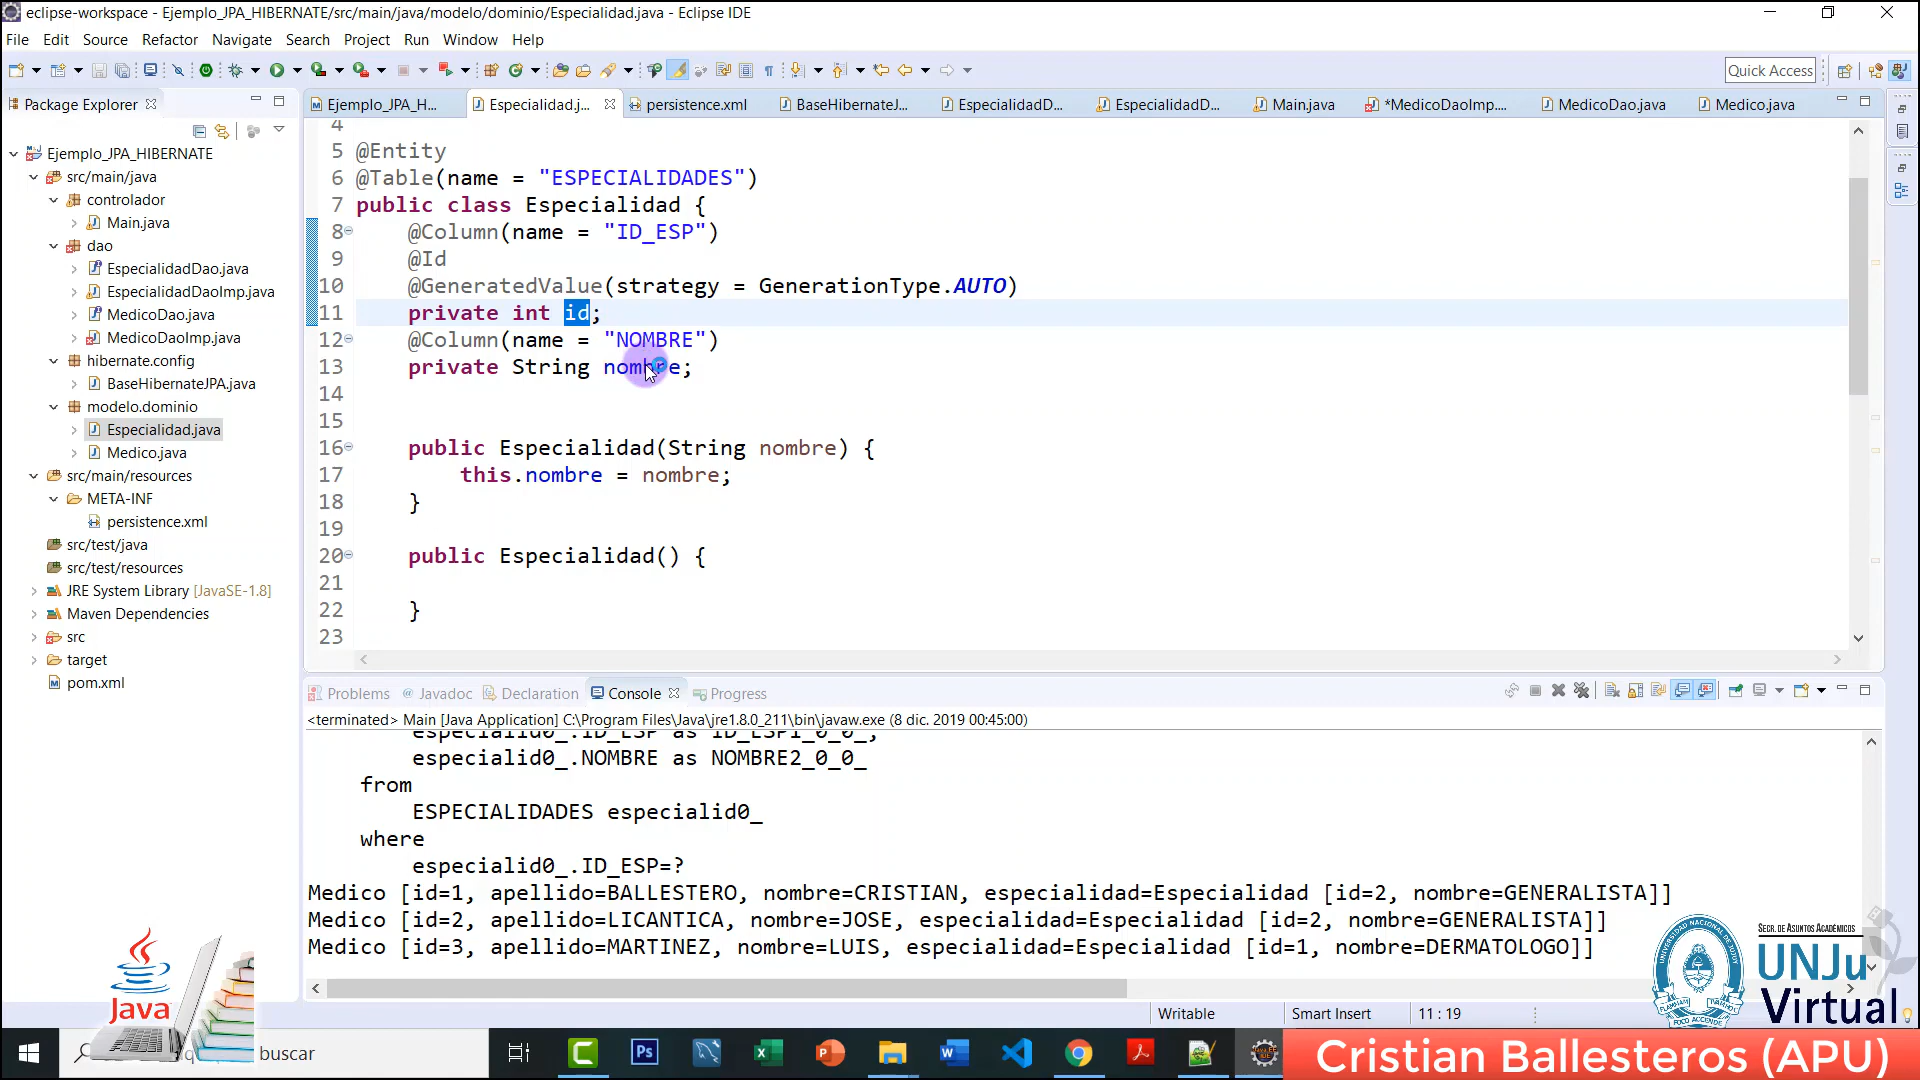 eclipse-workspace - Ejemplo_JPA_HIBERNATE/src/main/java/modelo/dominio/Especialidad.java - Eclipse IDE
File Edit Source Refactor Navigate Search Project Run Window Help
Quick Access
Package Explorer
Ejemplo_JPA_HIBERNATE
src/main/java
controlador
Main.java
dao
EspecialidadDao.java
EspecialidadDaoImp.java
MedicoDao.java
MedicoDaoImp.java
hibernate.config
BaseHibernateJPA.java
modelo.dominio
Especialidad.java
Medico.java
src/main/resources
META-INF
persistence.xml
src/test/java
src/test/resources
JRE System Library [JavaSE-1.8]
Maven Dependencies
src
target
pom.xml
Ejemplo_JPA_H... Especialidad.j... persistence.xml BaseHibernateJ... EspecialidadD... EspecialidadD... Main.java *MedicoDaoImp.... MedicoDao.java Medico.java
4
5 @Entity
6 @Table(name = "ESPECIALIDADES")
7 public class Especialidad {
8 @Column(name = "ID_ESP")
9 @Id
10 @GeneratedValue(strategy = GenerationType.AUTO)
11 private int id;
12 @Column(name = "NOMBRE")
13 private String nombre;
14
15
16 public Especialidad(String nombre) {
17 this.nombre = nombre;
18 }
19
20 public Especialidad() {
21
22 }
23
Problems Javadoc Declaration Console Progress
<terminated> Main [Java Application] C:\Program Files\Java\jre1.8.0_211\bin\javaw.exe (8 dic. 2019 00:45:00)
especialid0_.ID_ESP as ID_ESP1_0_0_,
especialid0_.NOMBRE as NOMBRE2_0_0_
from
ESPECIALIDADES especialid0_
where
especialid0_.ID_ESP=?
Medico [id=1, apellido=BALLESTERO, nombre=CRISTIAN, especialidad=Especialidad [id=2, nombre=GENERALISTA]]
Medico [id=2, apellido=LICANTICA, nombre=JOSE, especialidad=Especialidad [id=2, nombre=GENERALISTA]]
Medico [id=3, apellido=MARTINEZ, nombre=LUIS, especialidad=Especialidad [id=1, nombre=DERMATOLOGO]]
Writable Smart Insert 11 : 19
Java
SECR. DE ASUNTOS ACADÉMICOS
UNJu
Virtual
buscar
Cristian Ballesteros (APU)